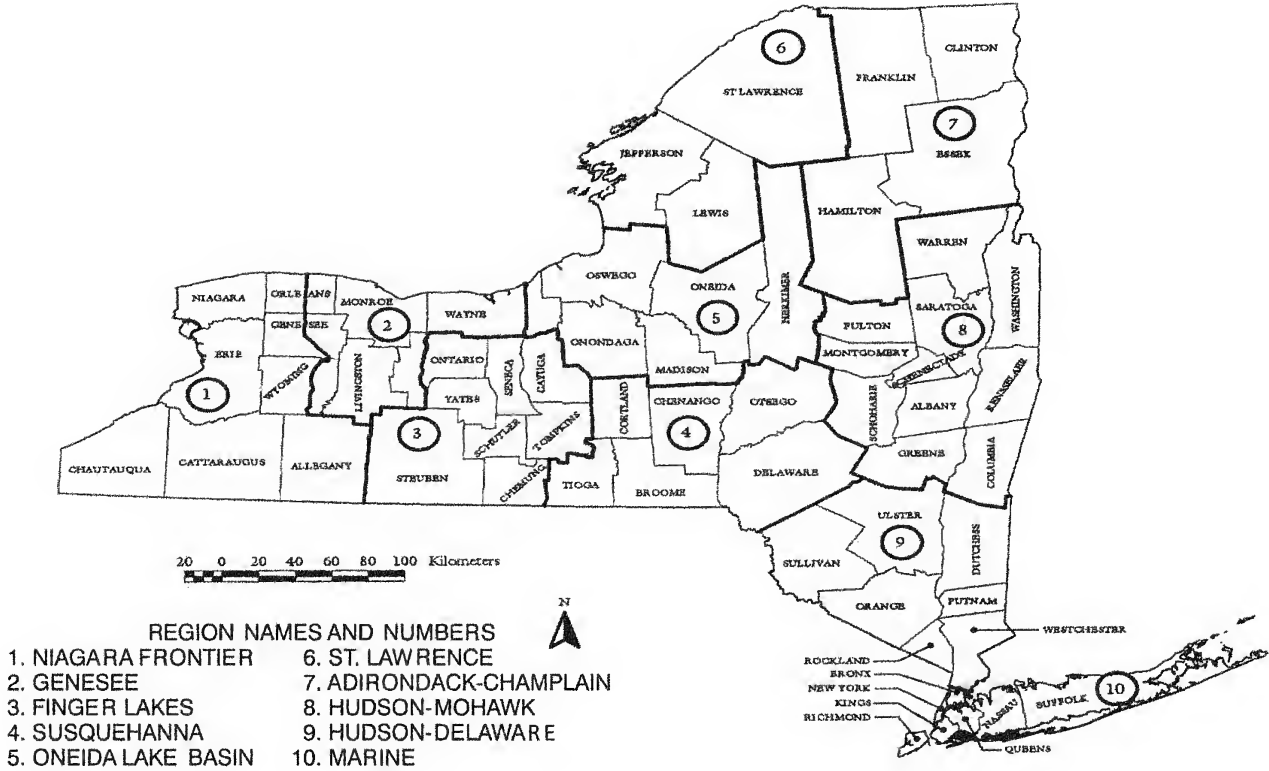 6
CLINTON
FRANKLIN
ST LAWRENCE
7
ESSEX
JEFFERSON
LEWIS
HAMILTON
WARREN
OSWEGO
ONEIDA
HERKIMER
WASHINGTON
NIAGARA
ORLEANS
MONROE
WAYNE
SARATOGA
GENESEE
2
5
FULTON
8
ERIE
ONTARIO
SENECA
CAYUGA
ONONDAGA
MONTGOMERY
WYOMING
LIVINGSTON
MADISON
SCHENECTADY
1
YATES
CORTLAND
CHENANGO
OTSEGO
SCHOHARIE
ALBANY
RENSSELAER
3
SCHUYLER
TOMPKINS
4
GREENE
COLUMBIA
CHAUTAUQUA
CATTARAUGUS
ALLEGANY
STEUBEN
CHEMUNG
TIOGA
BROOME
DELAWARE
ULSTER
9
DUTCHESS
SULLIVAN
20 0 20 40 60 80 100 Kilometers
ORANGE
PUTNAM
N
WESTCHESTER
ROCKLAND
BRONX
NEW YORK
KINGS
RICHMOND
NASSAU
SUFFOLK
10
QUEENS
REGION NAMES AND NUMBERS
1. NIAGARA FRONTIER
2. GENESEE
3. FINGER LAKES
4. SUSQUEHANNA
5. ONEIDA LAKE BASIN
6. ST. LAWRENCE
7. ADIRONDACK-CHAMPLAIN
8. HUDSON-MOHAWK
9. HUDSON-DELAWARE
10. MARINE